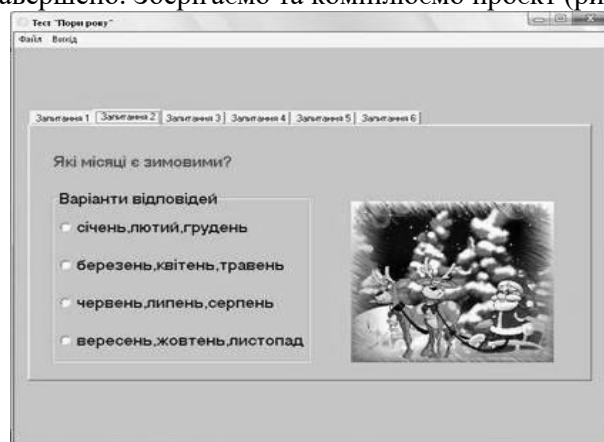 завершено. Зберігаємо та компілюємо проект (ри
Тест "Пори року"
Файл Вихід
Запитання 1 Запитання 2 Запитання 3 Запитання 4 Запитання 5 Запитання 6
Які місяці є зимовими?
Варіанти відповідей
січень,лютий,грудень
березень,квітень,травень
червень,липень,серпень
вересень,жовтень,листопад